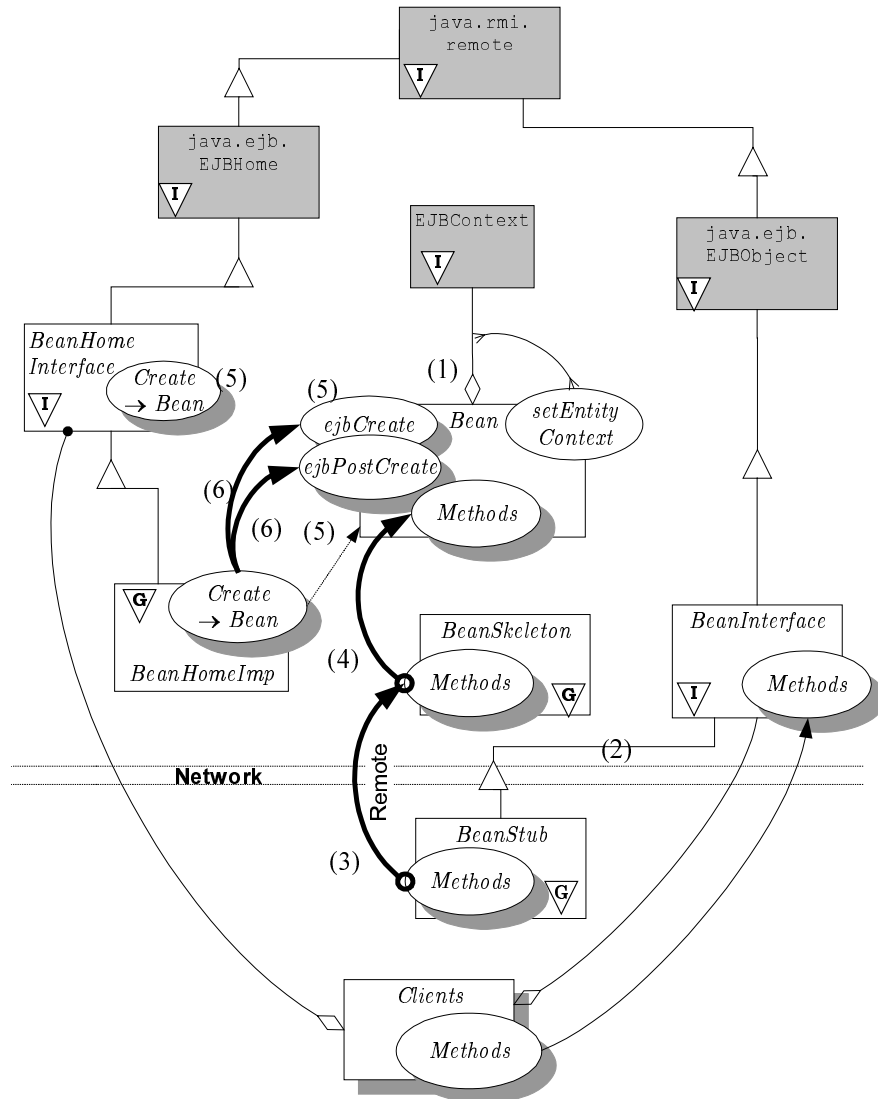 java.rmi.
remote
I
java.ejb.
EJBHome
I
EJBContext
I
java.ejb.
EJBObject
I
BeanHome
Interface
I
Create
→ Bean
(5)
(1)
(5)
ejbCreate
Bean
setEntity
Context
ejbPostCreate
(6)
(6)
(5)
Methods
G
Create
→ Bean
BeanHomeImp
(4)
BeanSkeleton
Methods
G
BeanInterface
I
Methods
(2)
Network
Remote
(3)
BeanStub
Methods
G
Clients
Methods